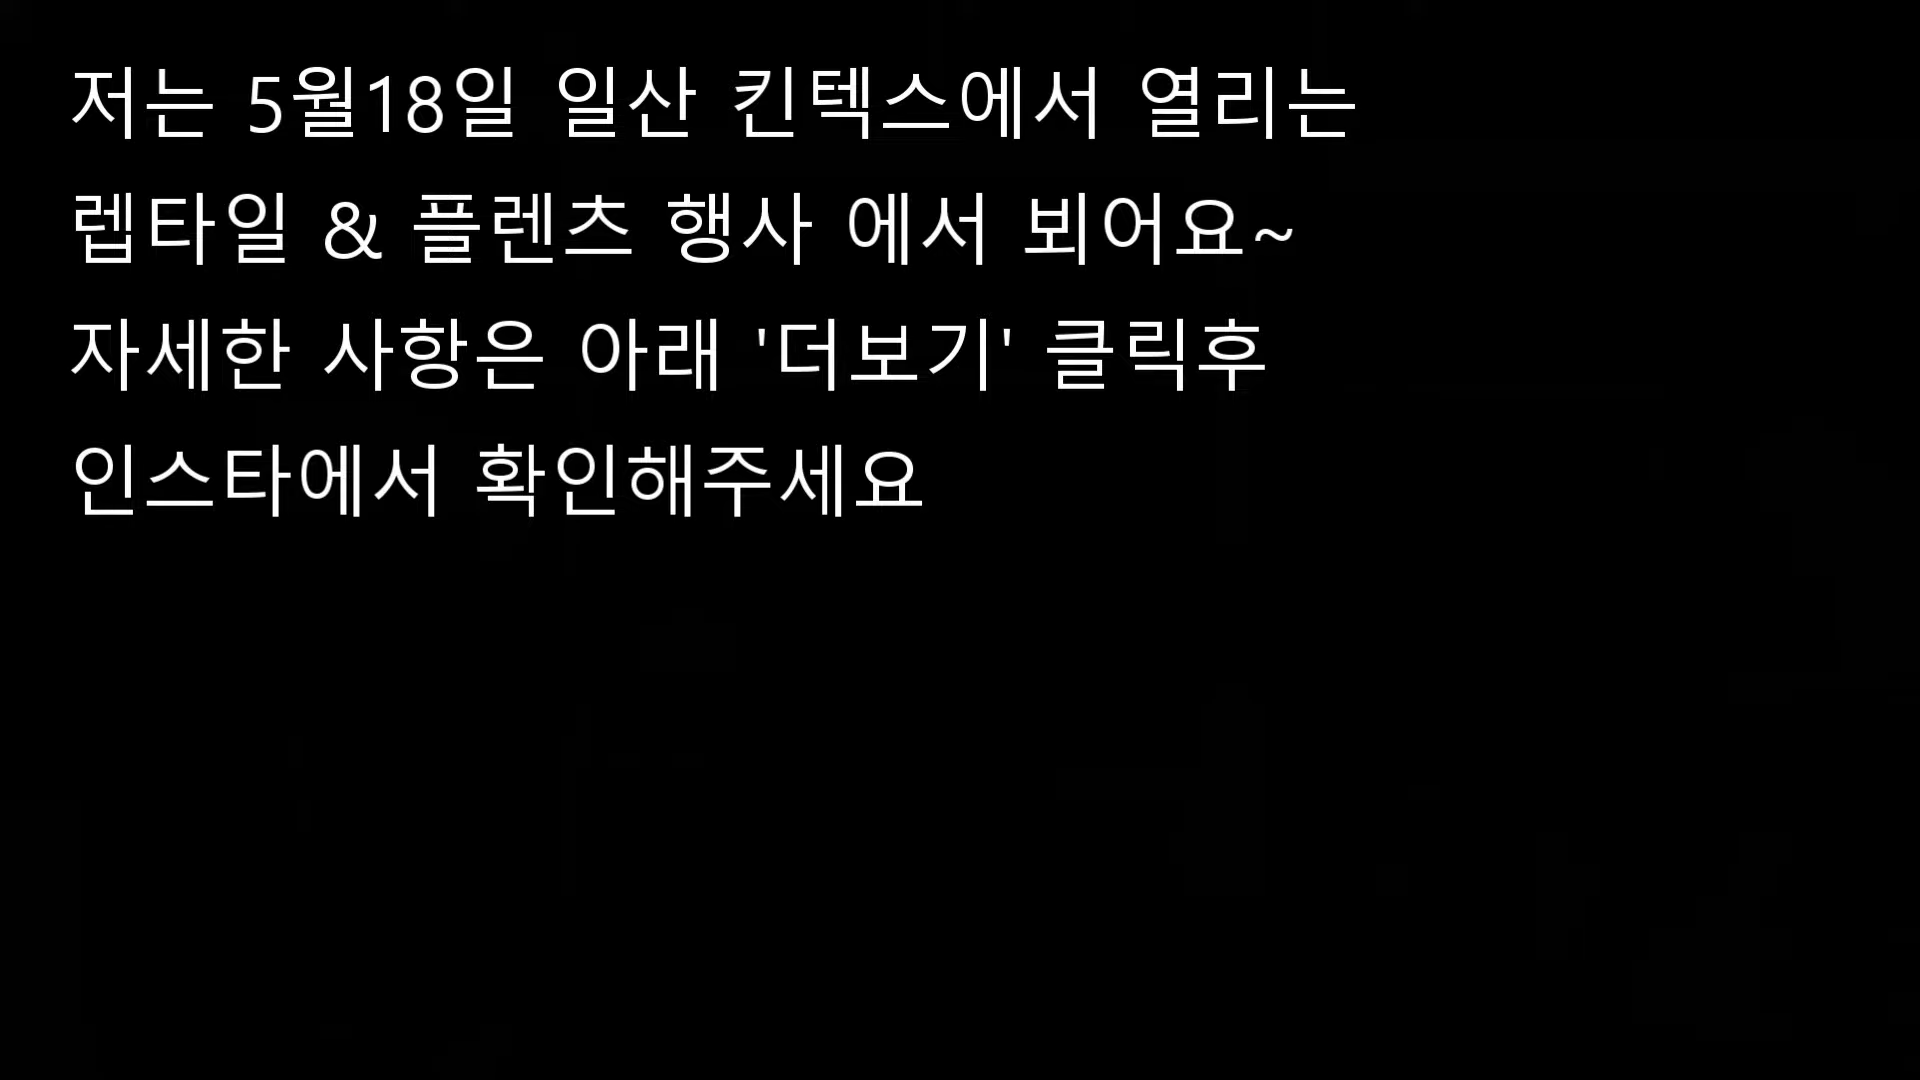 저는 5월18일 일산 킨텍스에서 열리는
렙타일 & 플렌츠 행사 에서 뵈어요~
자세한 사항은 아래 '더보기' 클릭후
인스타에서 확인해주세요